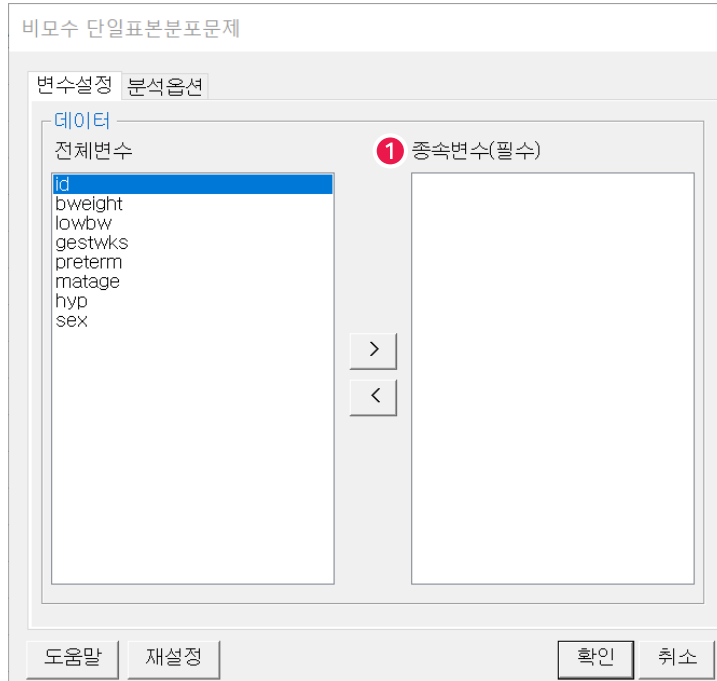 비모수 단일표본분포문제
변수설정 분석옵션
데이터
전체변수
1 종속변수(필수)
id
bweight
lowbw
gestwks
preterm
matage
hyp
sex
>
<
도움말 재설정 확인 취소